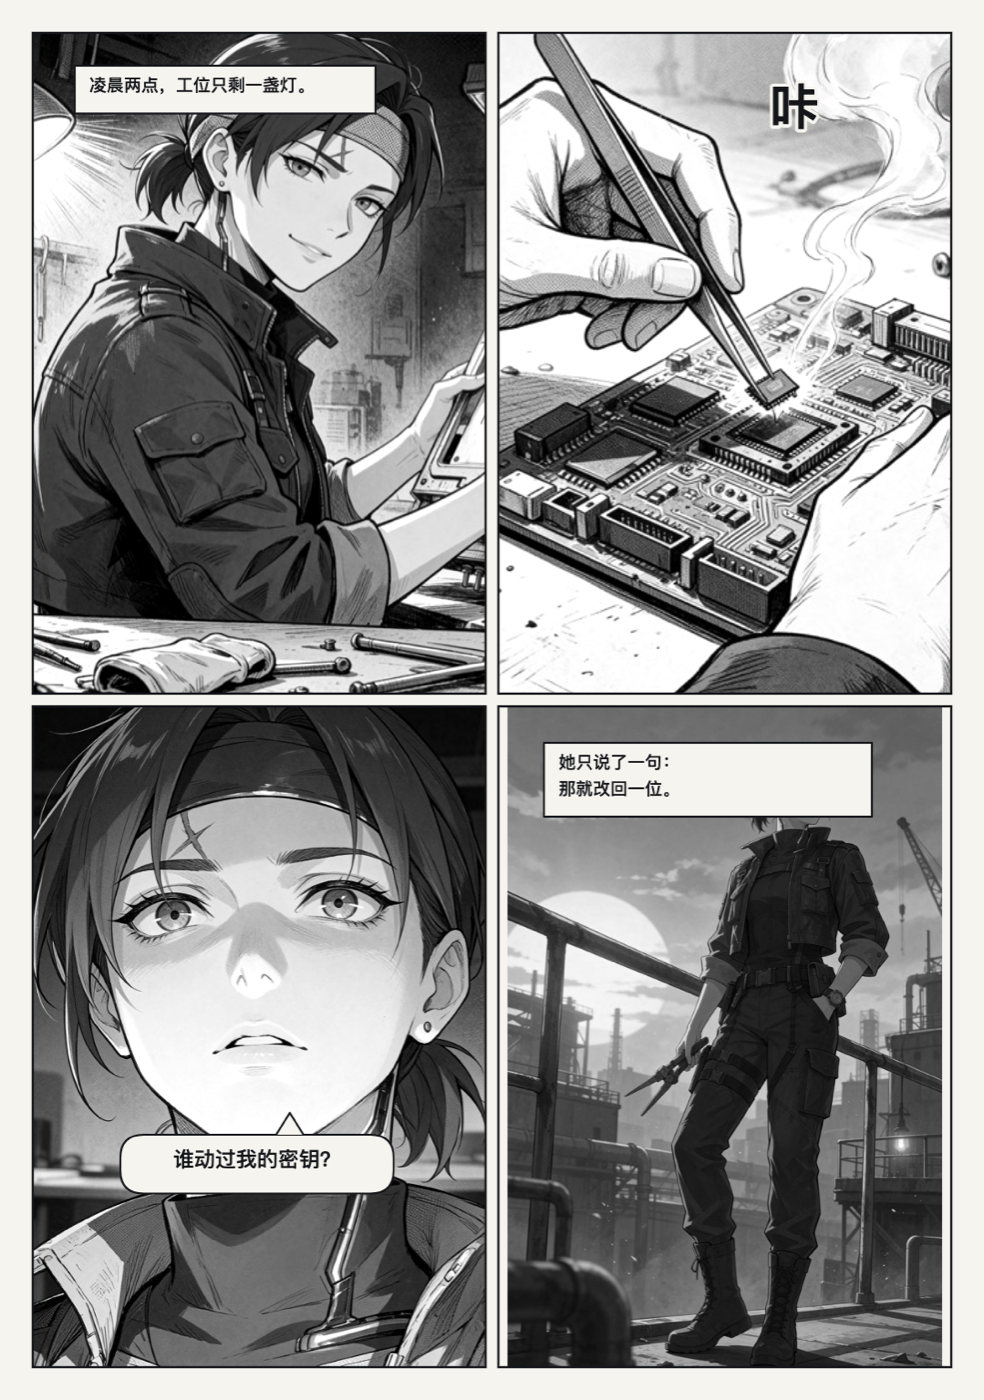 凌晨两点，工位只剩一盏灯。
咔
谁动过我的密钥？
她只说了一句：
那就改回一位。